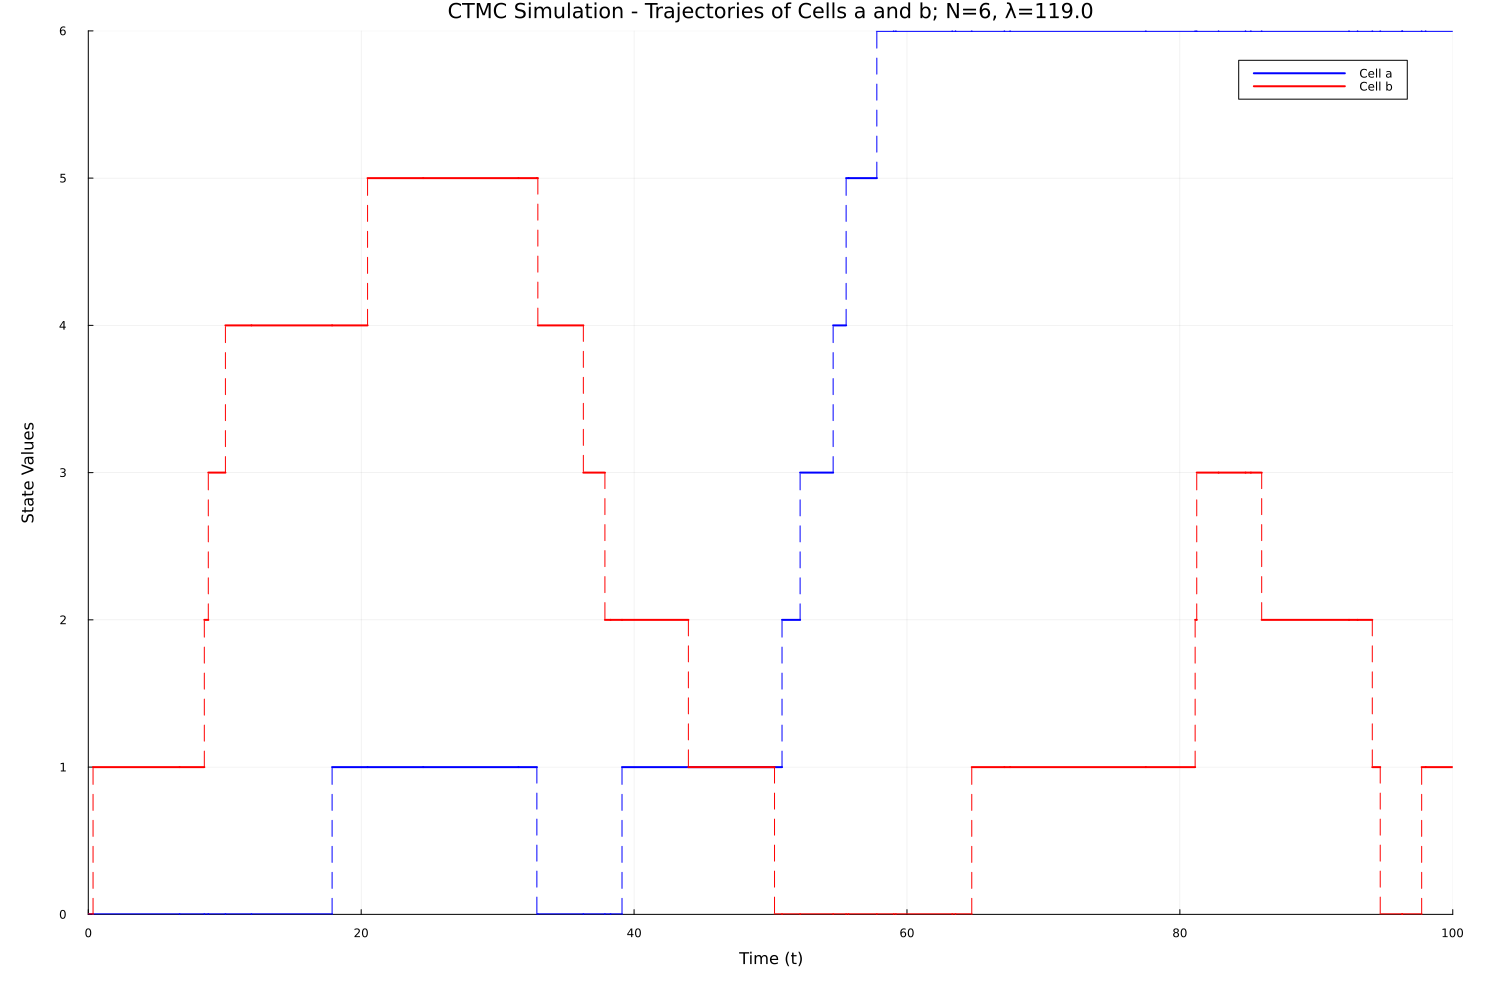 CTMC Simulation - Trajectories of Cells a and b; N=6, λ=119.0
6
5
4
3
2
1
0
State Values
Cell a
Cell b
0 20 40 60 80 100
Time (t)